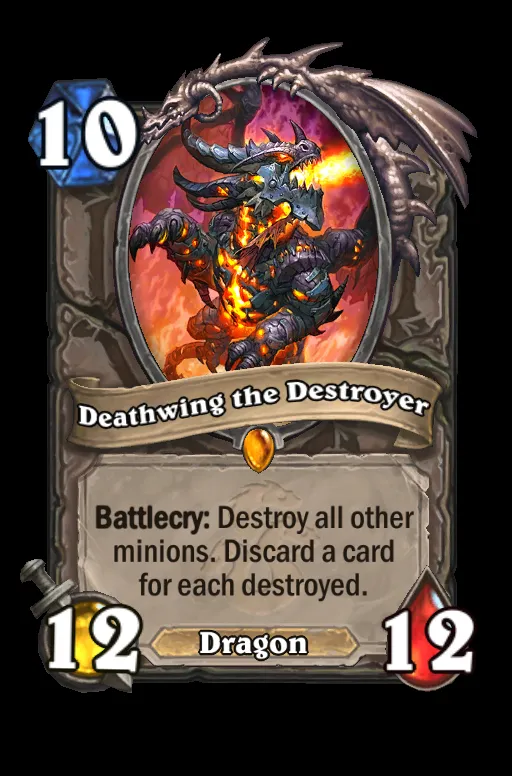 10
Deathwing the Destroyer
Battlecry: Destroy all other
minions. Discard a card
for each destroyed.
12
Dragon
12